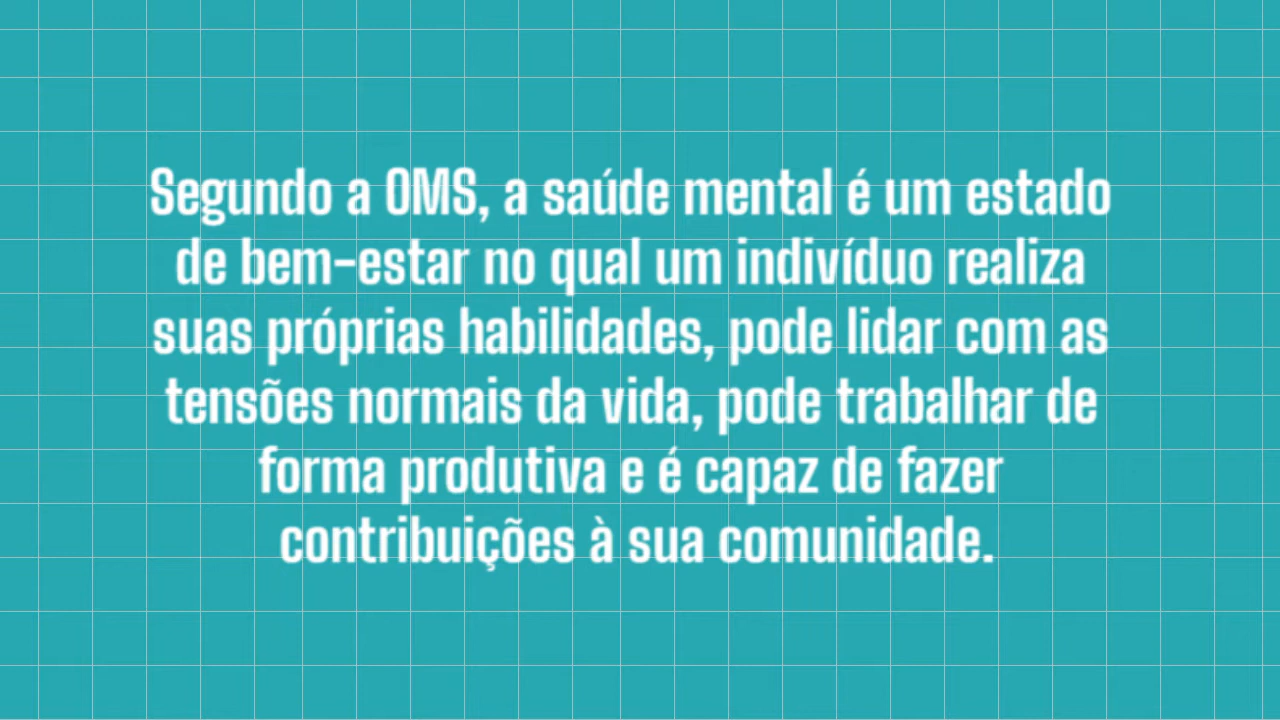 Segundo a OMS, a saúde mental é um estado
de bem-estar no qual um indivíduo realiza
suas próprias habilidades, pode lidar com as
tensões normais da vida, pode trabalhar de
forma produtiva e é capaz de fazer
contribuições à sua comunidade.